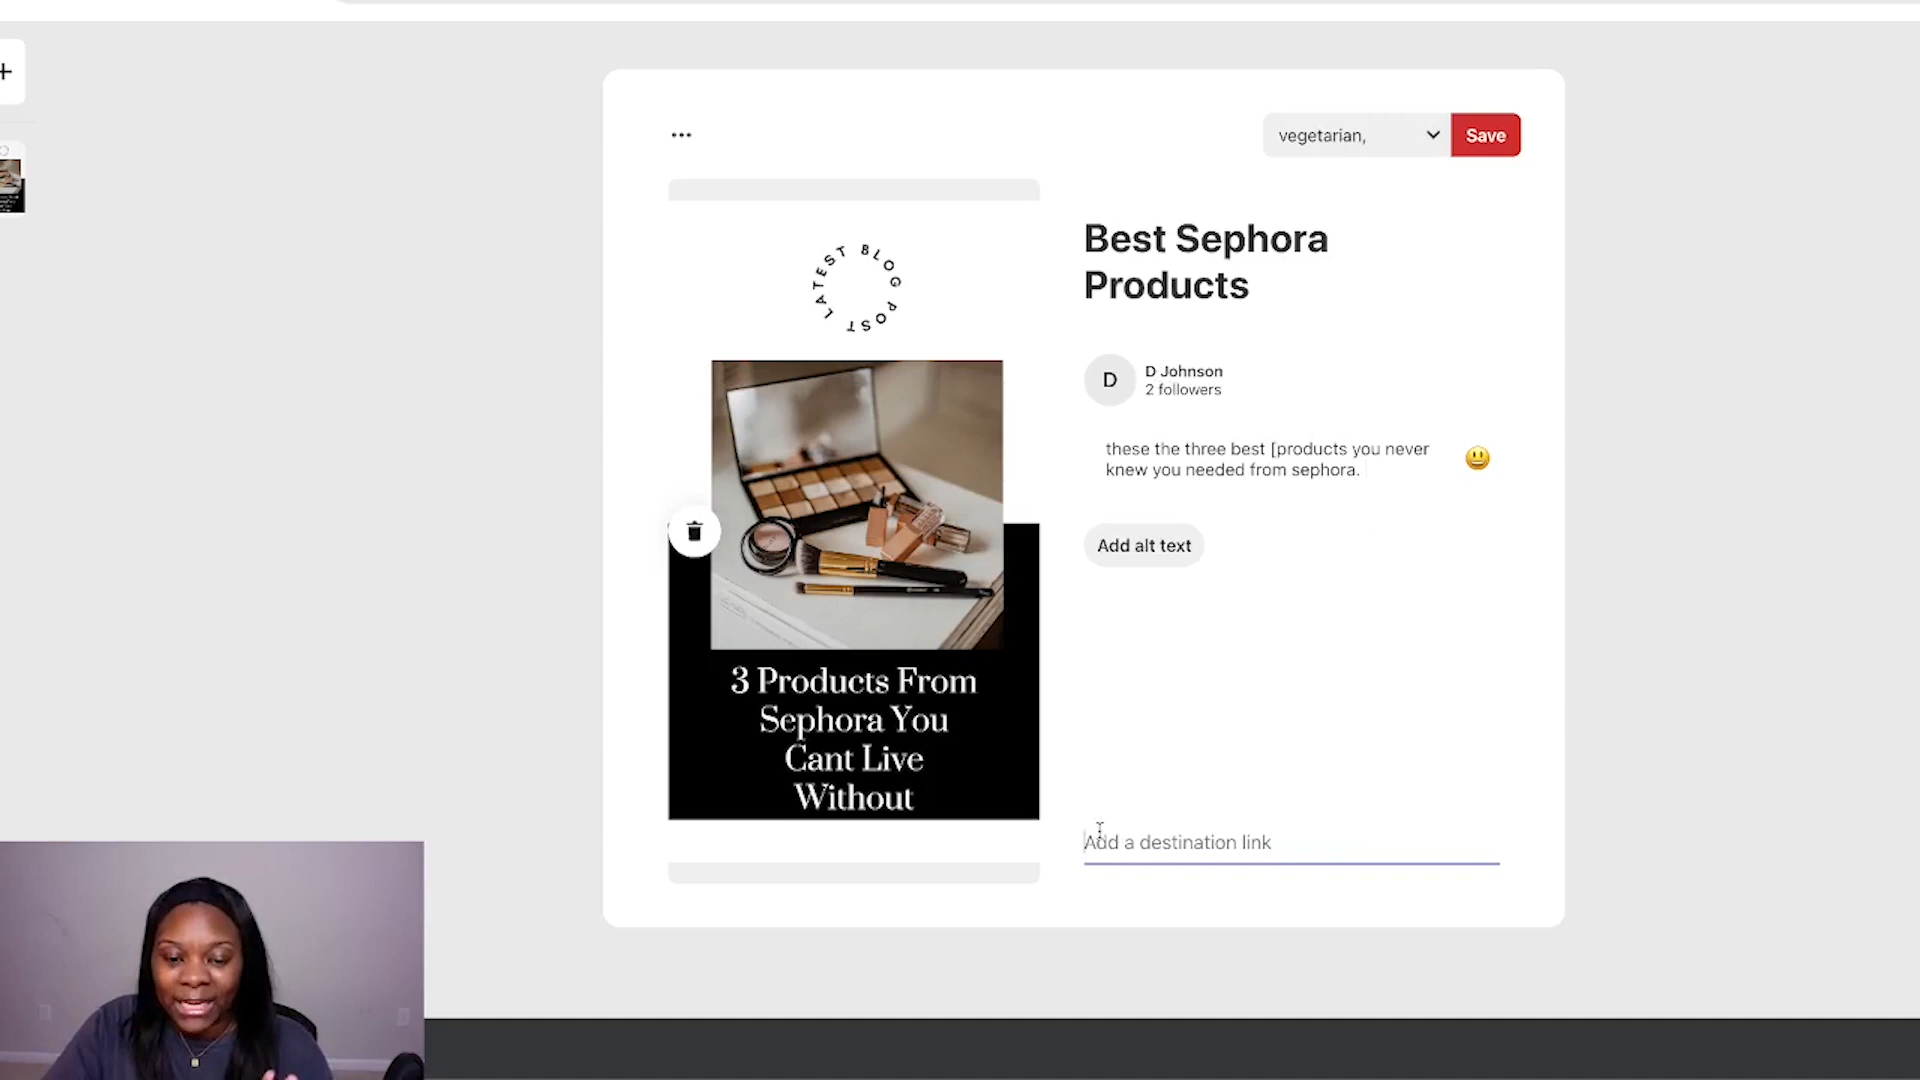 vegetarian,
Save
LATEST BLOG POST
Best Sephora
Products
D
D Johnson
2 followers
these the three best [products you never
knew you needed from sephora.
Add alt text
3 Products From
Sephora You
Cant Live
Without
Add a destination link